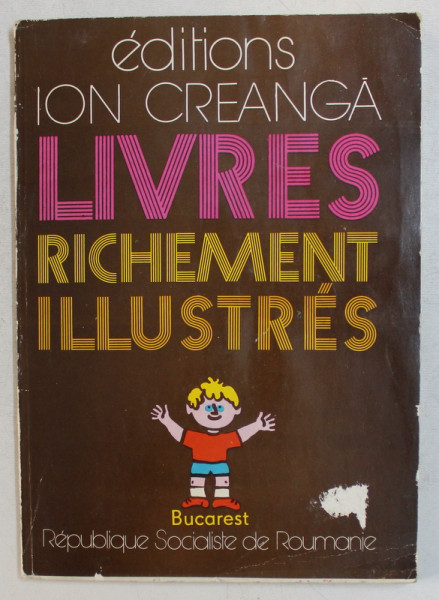 éditions
ION CREANGĂ
LIVRES
RICHEMENT
ILLUSTRÉS
Bucarest
République Socialiste de Roumanie